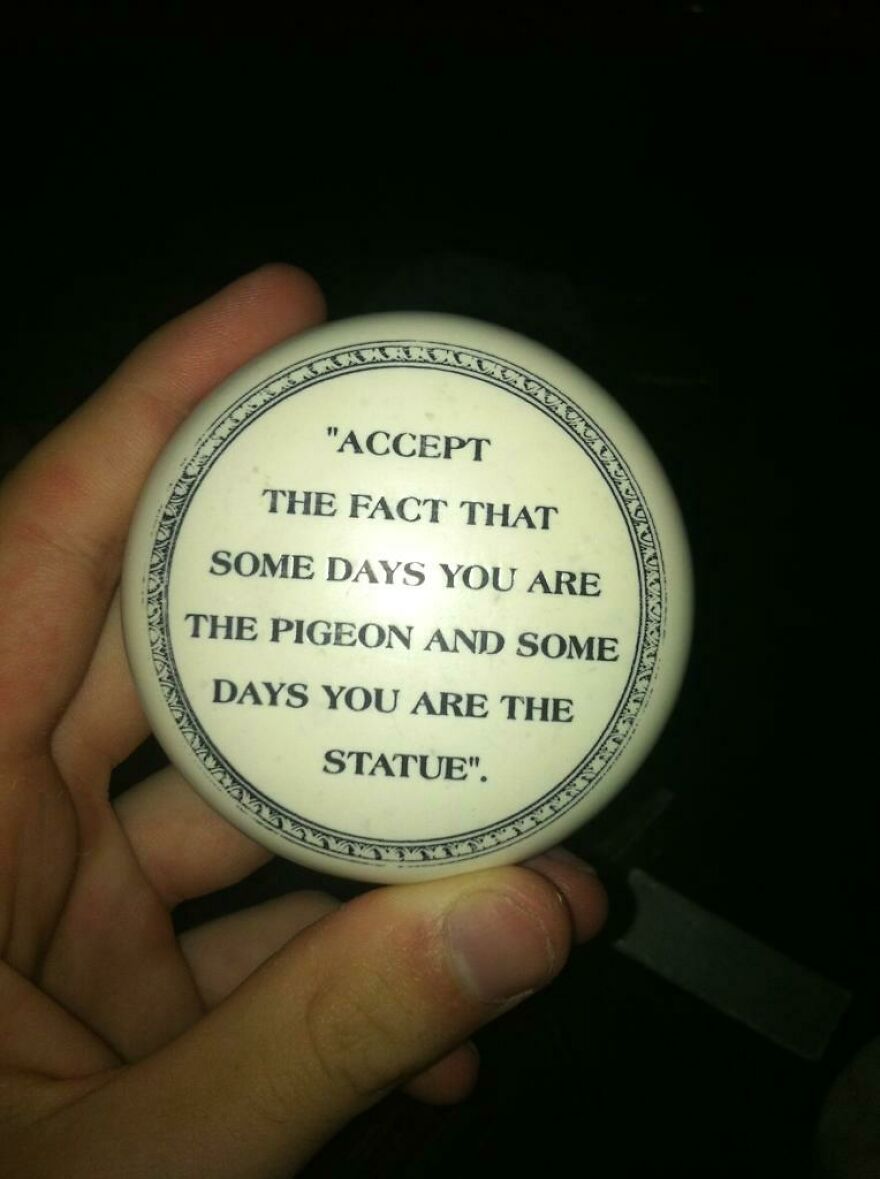 "ACCEPT
THE FACT THAT
SOME DAYS YOU ARE
THE PIGEON AND SOME
DAYS YOU ARE THE
STATUE".